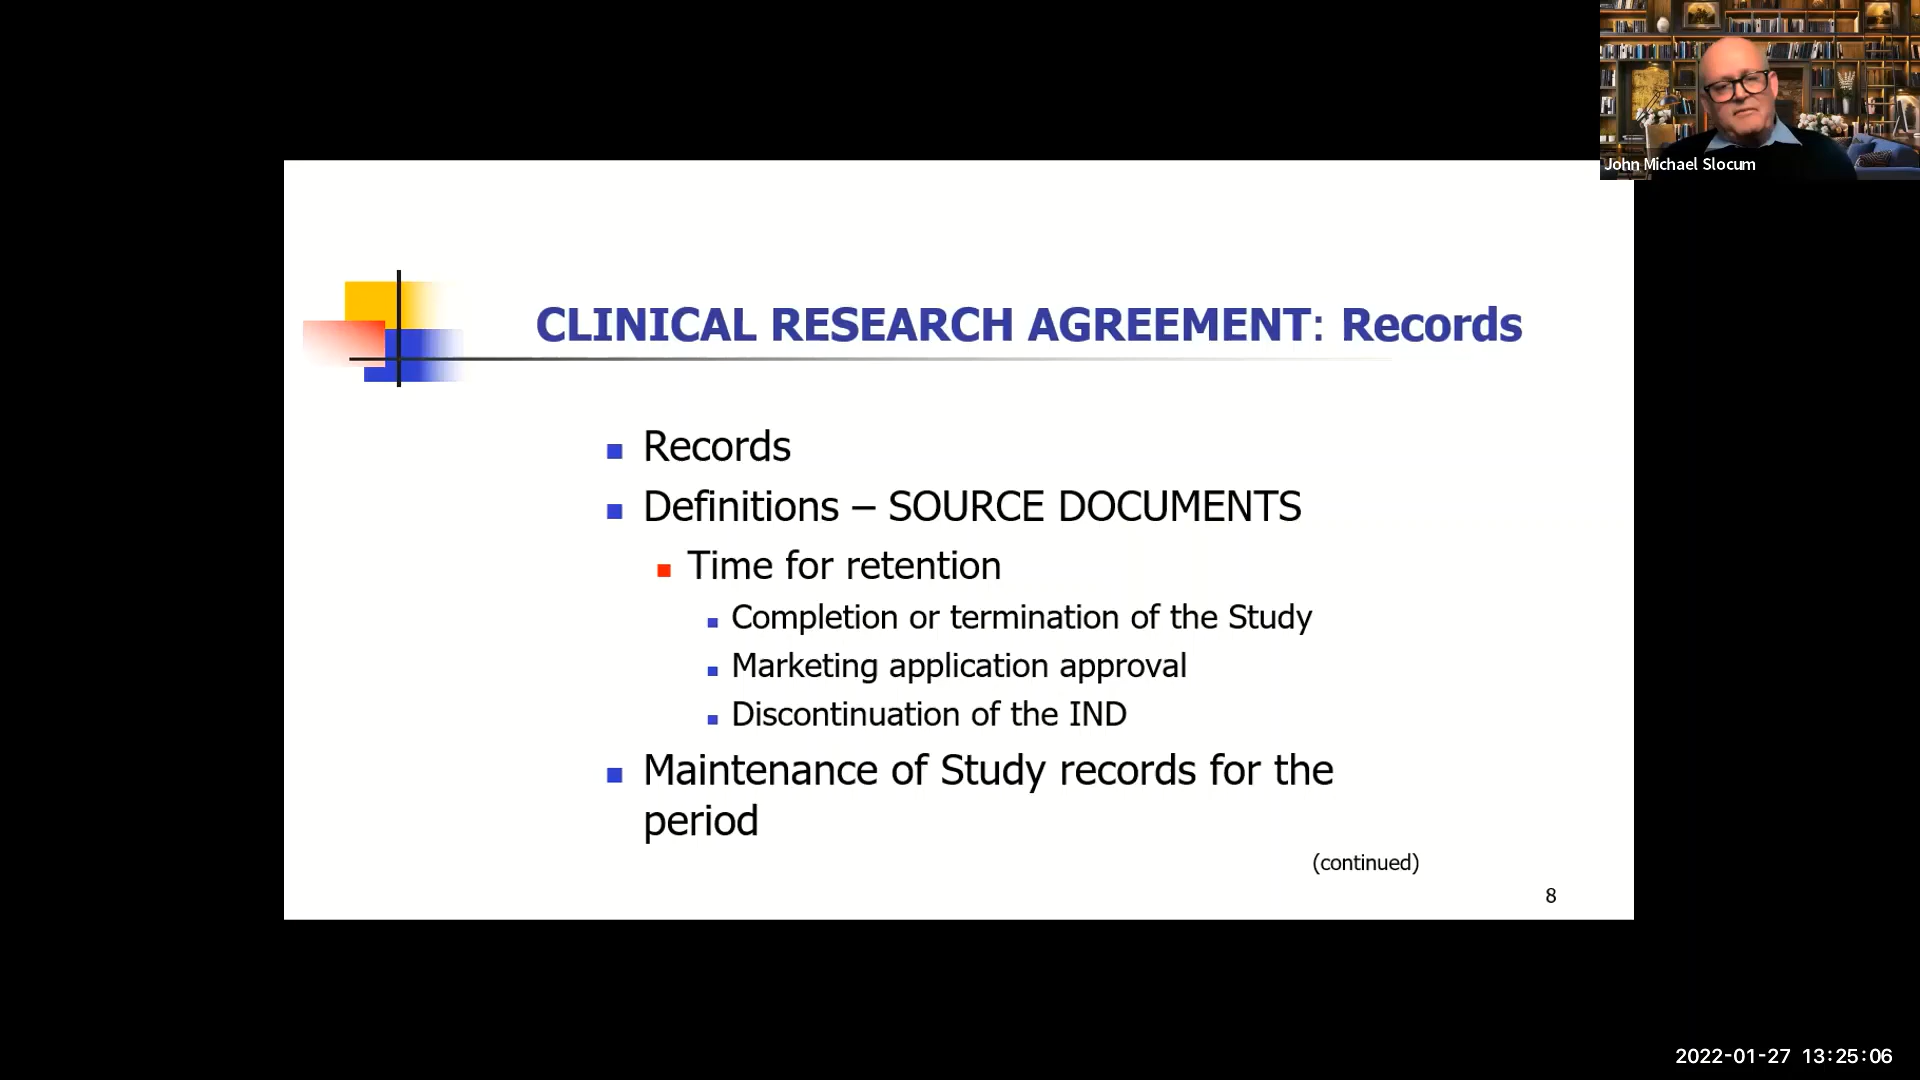 John Michael Slocum
CLINICAL RESEARCH AGREEMENT: Records
Records
Definitions – SOURCE DOCUMENTS
Time for retention
Completion or termination of the Study
Marketing application approval
Discontinuation of the IND
Maintenance of Study records for the
period
(continued)
8
2022-01-27 13:25:06